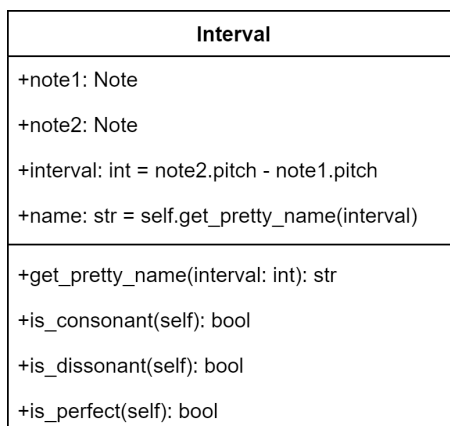 Interval
+note1: Note
+note2: Note
+interval: int = note2.pitch - note1.pitch
+name: str = self.get_pretty_name(interval)
+get_pretty_name(interval: int): str
+is_consonant(self): bool
+is_dissonant(self): bool
+is_perfect(self): bool